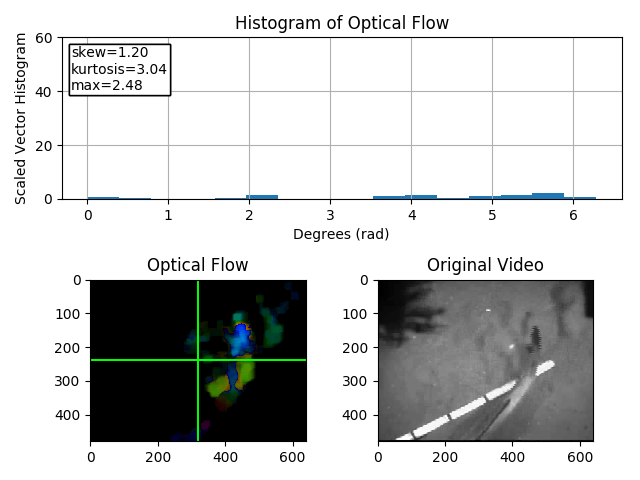 Histogram of Optical Flow
Scaled Vector Histogram
60
40
20
0
skew=1.20
kurtosis=3.04
max=2.48
0 1 2 3 4 5 6
Degrees (rad)
Optical Flow
0
100
200
300
400
0 200 400 600
Original Video
0
100
200
300
400
0 200 400 600